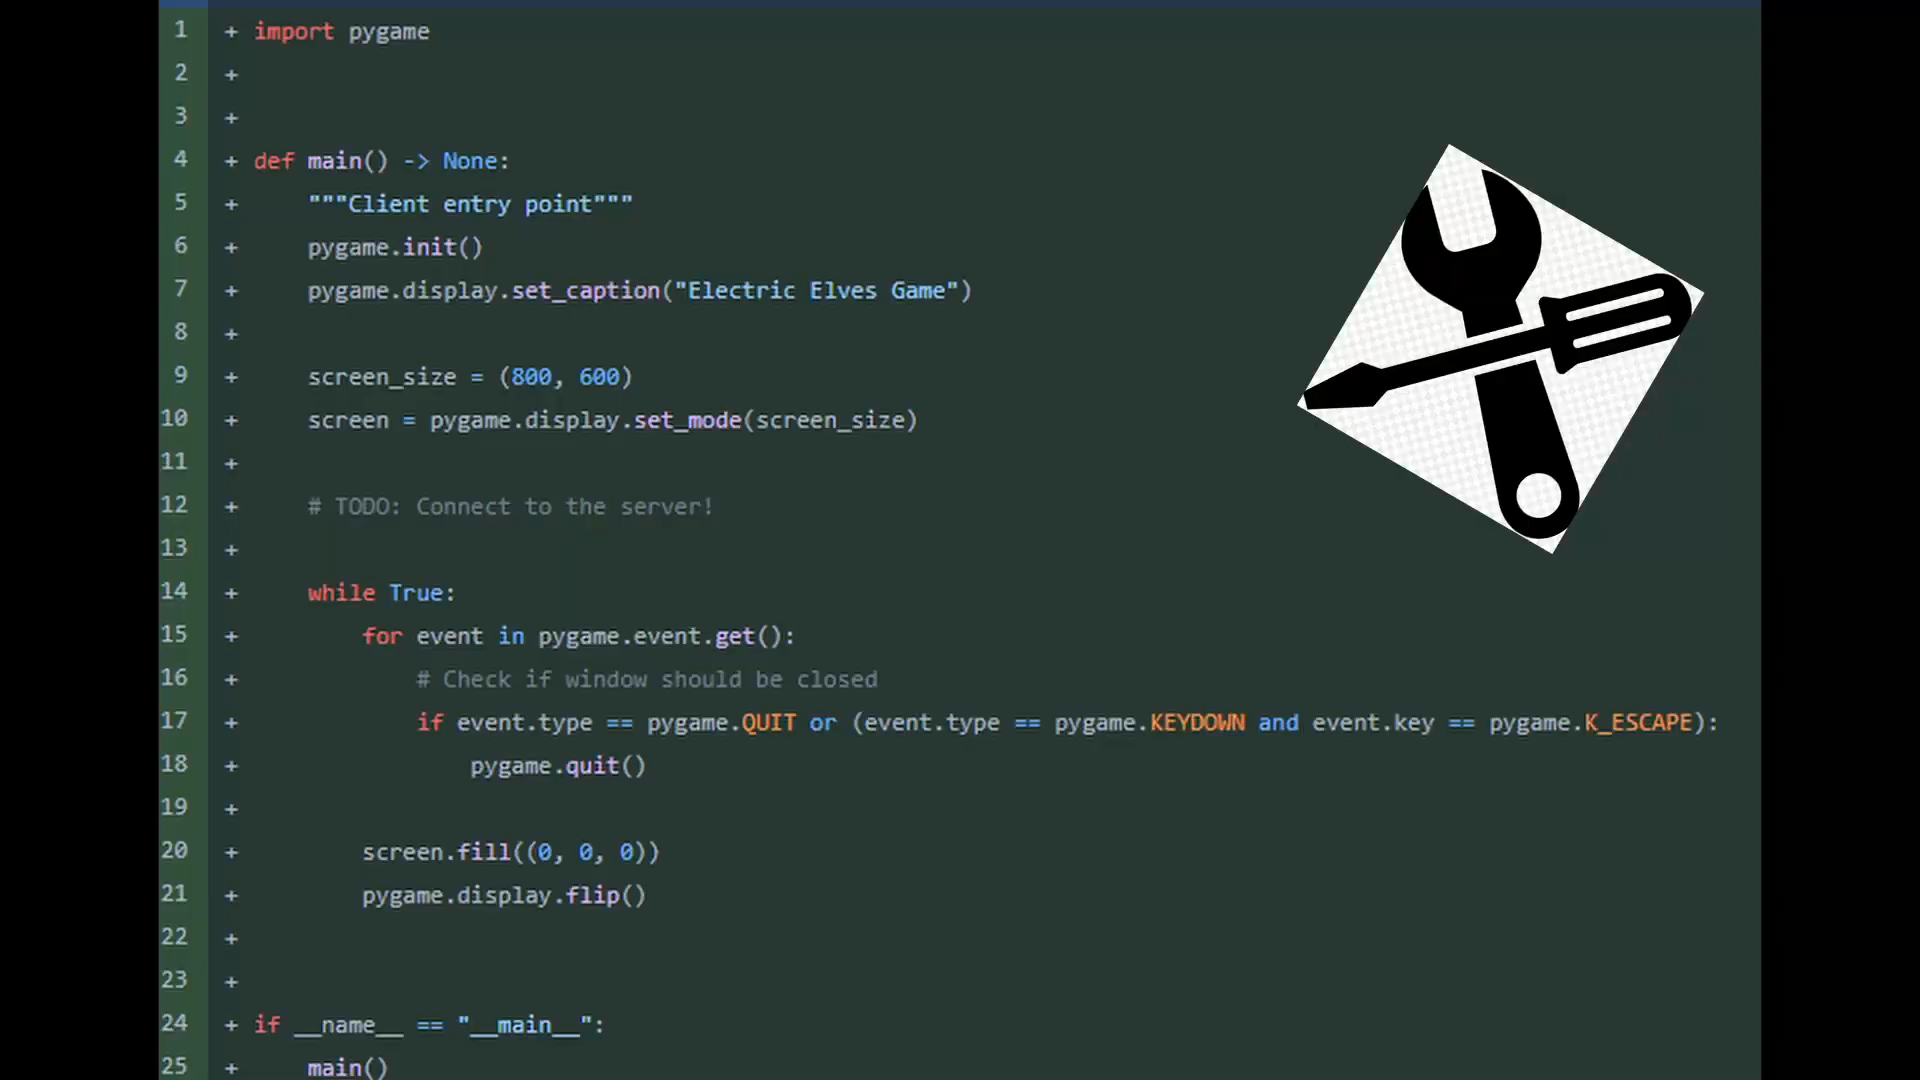 1 + import pygame
2 +
3 +
4 + def main() -> None:
5 +     """Client entry point"""
6 +     pygame.init()
7 +     pygame.display.set_caption("Electric Elves Game")
8 +
9 +     screen_size = (800, 600)
10 +     screen = pygame.display.set_mode(screen_size)
11 +
12 +     # TODO: Connect to the server!
13 +
14 +     while True:
15 +         for event in pygame.event.get():
16 +             # Check if window should be closed
17 +             if event.type == pygame.QUIT or (event.type == pygame.KEYDOWN and event.key == pygame.K_ESCAPE):
18 +                 pygame.quit()
19 +
20 +         screen.fill((0, 0, 0))
21 +         pygame.display.flip()
22 +
23 +
24 + if __name__ == "__main__":
25 +     main()